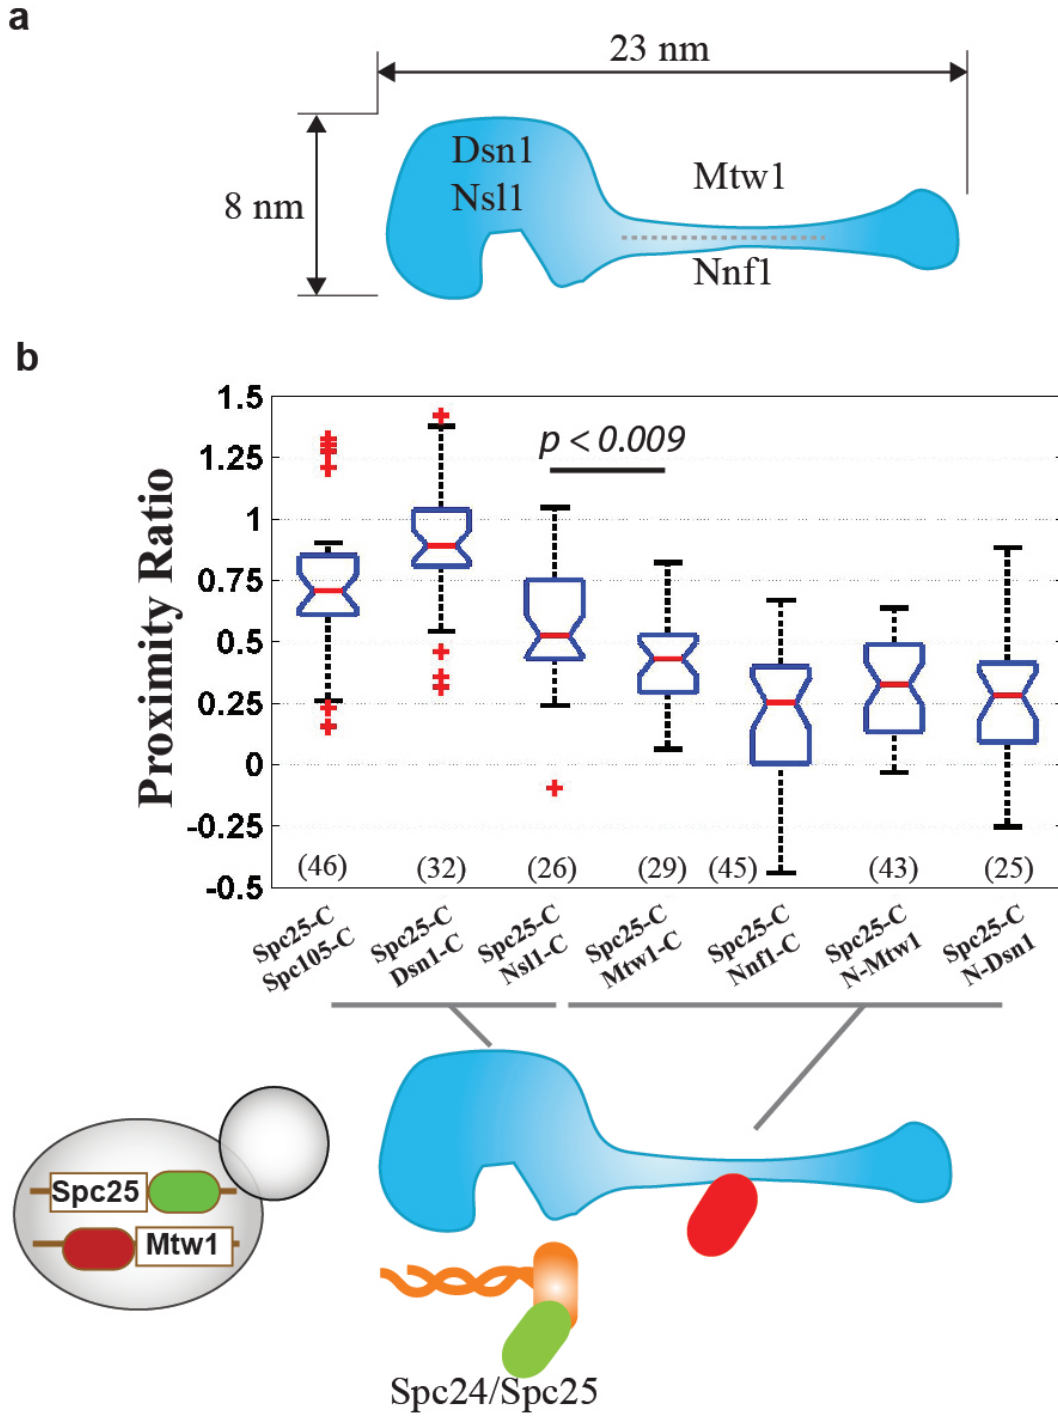 a
23 nm
8 nm
Dsn1
Nsl1
Mtw1
Nnf1
b
Proximity Ratio
1.5
1.25
1
0.75
0.5
0.25
0
-0.25
-0.5
p < 0.009
(46)
(32)
(26)
(29)
(45)
(43)
(25)
Spc25-C
Spc105-C
Spc25-C
Dsn1-C
Spc25-C
Nsl1-C
Spc25-C
Mtw1-C
Spc25-C
Nnf1-C
Spc25-C
N-Mtw1
Spc25-C
N-Dsn1
Spc25
Mtw1
Spc24/Spc25